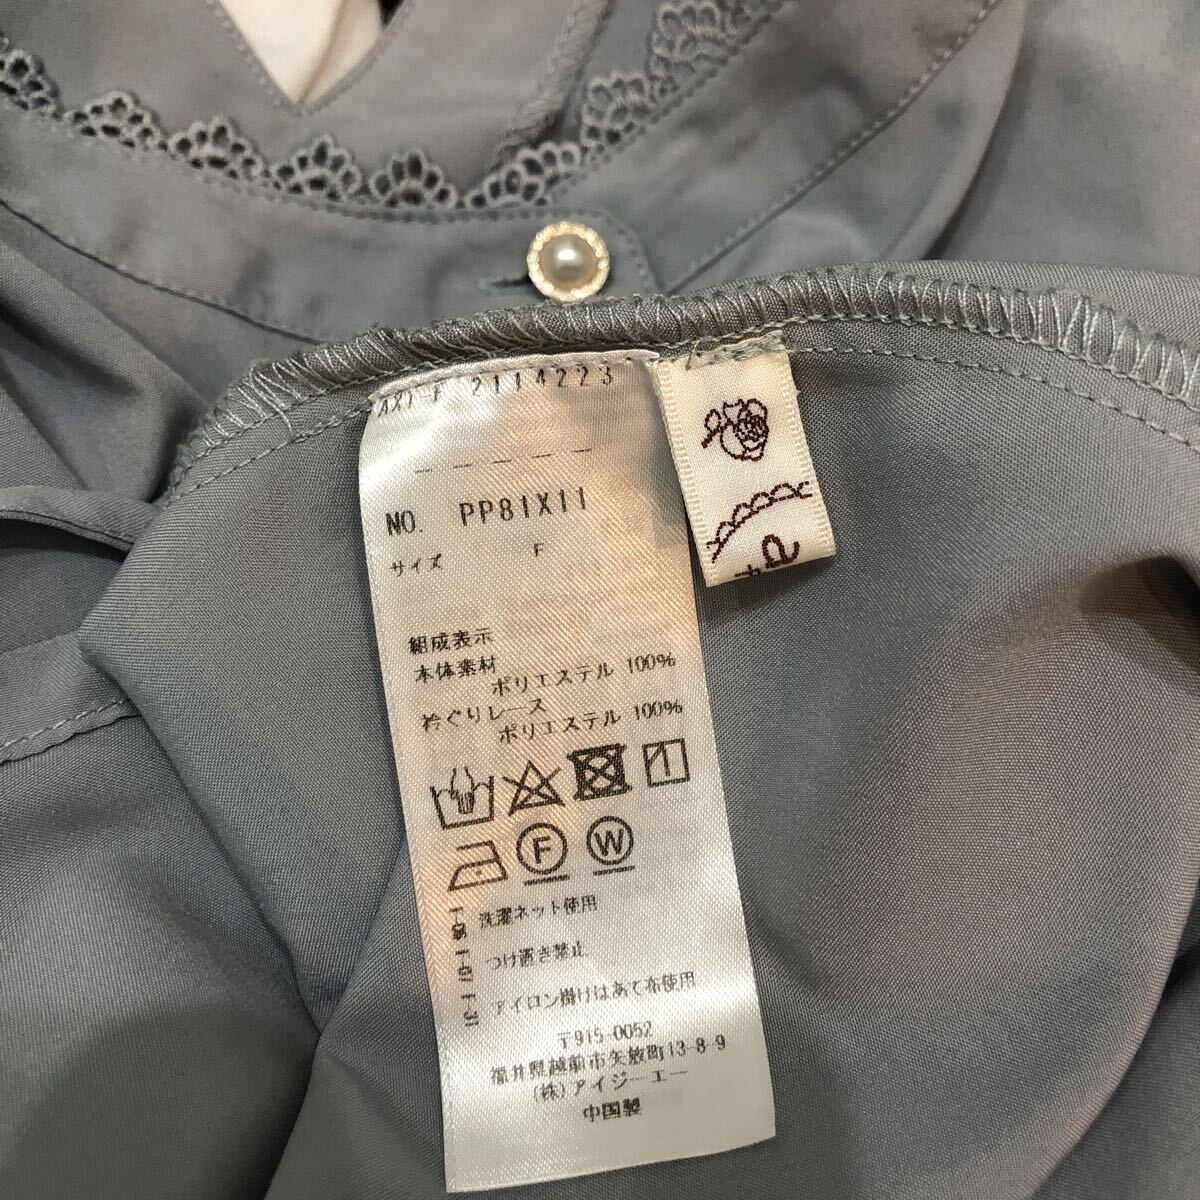 2114223
- - - - -
NO. PP81X11
サイズ F
組成表示
本体素材
ポリエステル 100%
衿ぐりレース
ポリエステル 100%
F W
洗濯ネット使用
つけ置き禁止
アイロン掛けはあて布使用
〒915-0052
福井県越前市矢放町13-8-9
(株)アイジーエー
中国製